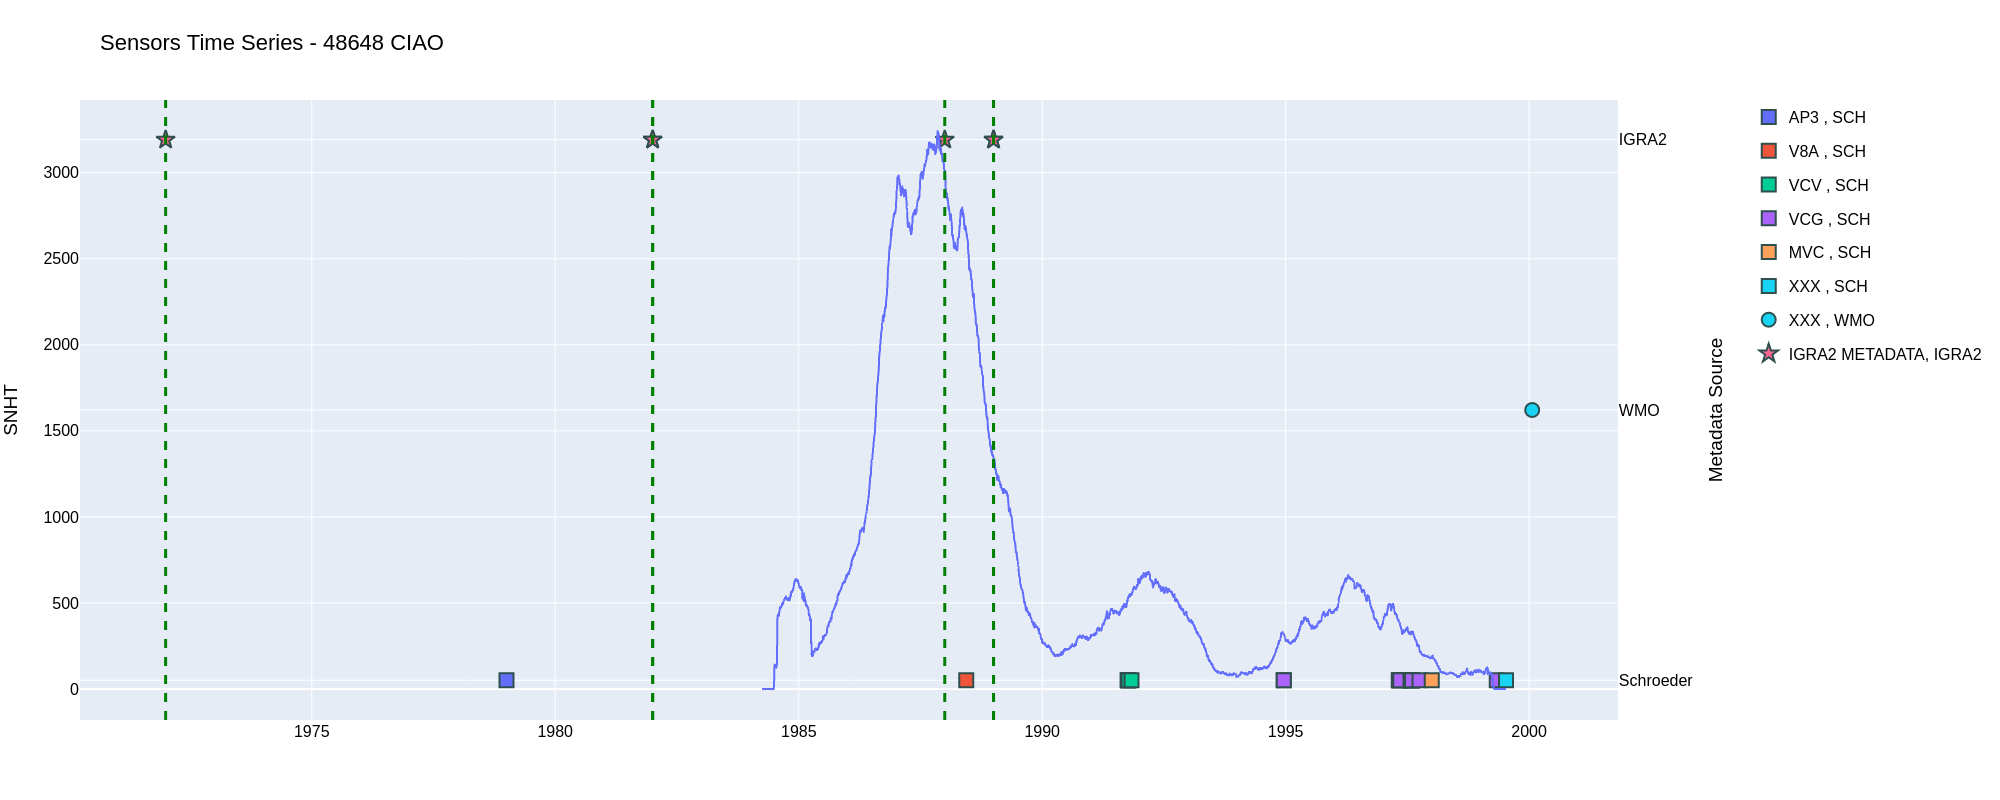 Sensors Time Series - 48648 CIAO
SNHT
3000
2500
2000
1500
1000
500
0
1975
1980
1985
1990
1995
2000
IGRA2
WMO
Schroeder
Metadata Source
AP3 , SCH
V8A , SCH
VCV , SCH
VCG , SCH
MVC , SCH
XXX , SCH
XXX , WMO
IGRA2 METADATA, IGRA2